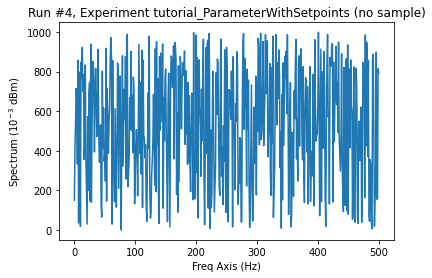 Run #4, Experiment tutorial_ParameterWithSetpoints (no sample)
1000
800
600
400
200
0
Spectrum (10⁻³ dBm)
0 100 200 300 400 500
Freq Axis (Hz)